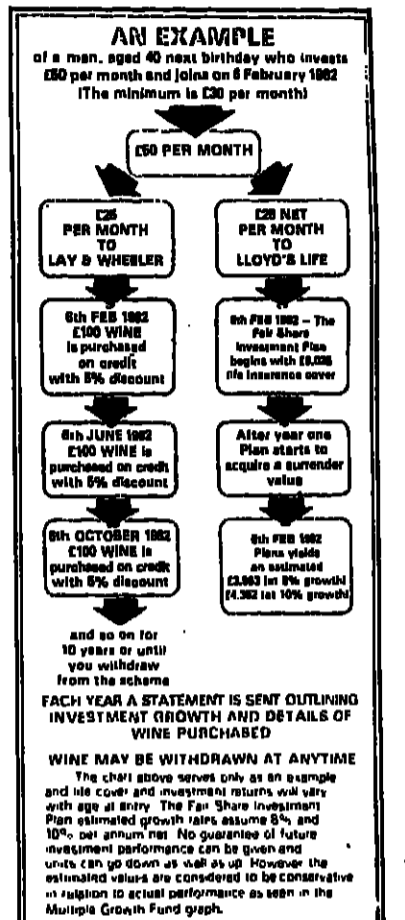 AN EXAMPLE
of a man, aged 40 next birthday who invests
£50 per month and joins on 6 February 1982
(The minimum is £30 per month)
£50 PER MONTH
£25
PER MONTH
TO
LAY & WHEELER
£25 NET
PER MONTH
TO
LLOYD'S LIFE
6th FEB 1982
£100 WINE
is purchased
on credit
with 5% discount
6th FEB 1982 – The
Fair Share
Investment Plan
begins with
life insurance cover
6th JUNE 1982
£100 WINE is
purchased on credit
with 5% discount
After year one
Plan starts to
acquire a surrender
value
6th OCTOBER 1982
£100 WINE is
purchased on credit
with 5% discount
6th FEB
Plans yields
an estimated
(at 8% growth)
(at 10% growth)
and so on for
10 years or until
you withdraw
from the scheme
EACH YEAR A STATEMENT IS SENT OUTLINING
INVESTMENT GROWTH AND DETAILS OF
WINE PURCHASED
WINE MAY BE WITHDRAWN AT ANYTIME
The chart above serves only as an example
and life cover and investment returns will vary
with age at entry. The Fair Share Investment
Plan estimated growth rates assume 8% and
10% per annum net. No guarantee of future
investment performance can be given and
units can go down as well as up. However the
estimated values are considered to be conservative
in relation to actual performance as seen in the
Multiple Growth Fund graph.